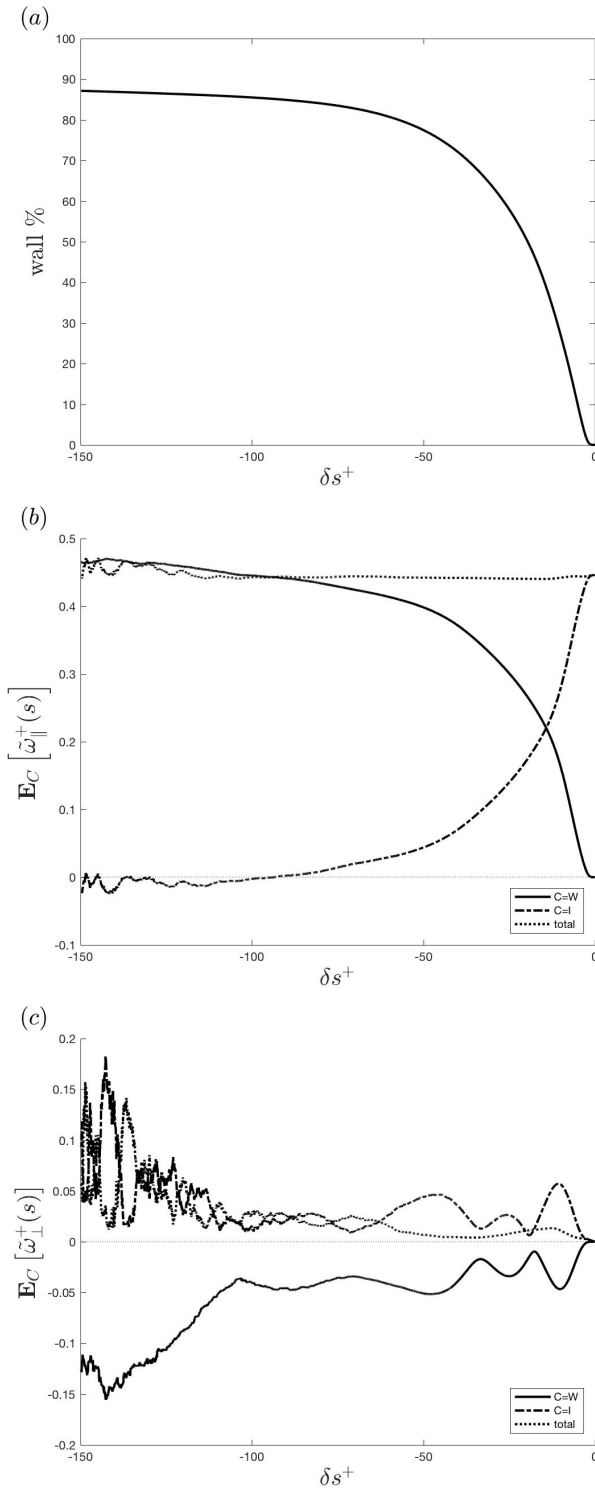 (a)
100
90
80
70
60
50
40
30
20
10
0
wall %
-150
-100
-50
0
δs⁺
(b)
0.5
0.4
0.3
0.2
0.1
0
-0.1
E_C [ω̃∥⁺(s)]
C=W
C=I
total
-150
-100
-50
0
δs⁺
(c)
0.2
0.15
0.1
0.05
0
-0.05
-0.1
-0.15
-0.2
E_C [ω̃⊥⁺(s)]
C=W
C=I
total
-150
-100
-50
0
δs⁺